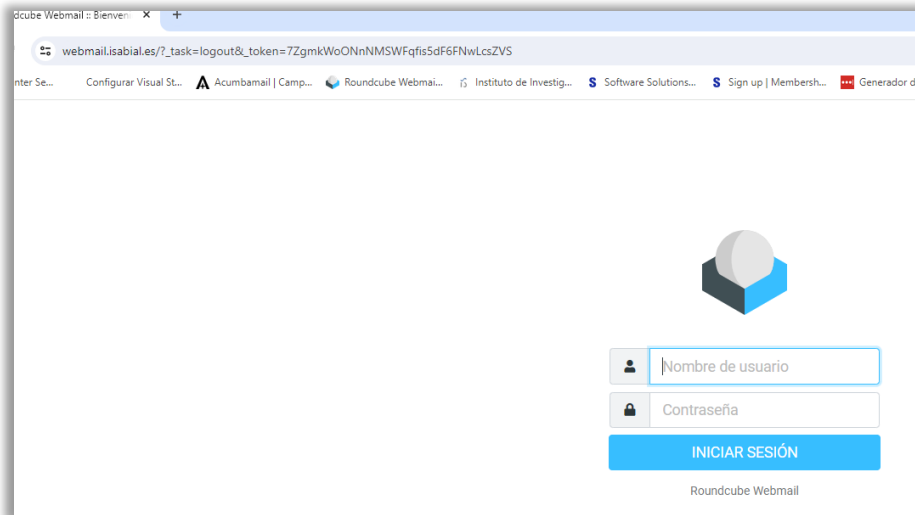 dcube Webmail :: Bienven
webmail.isabial.es/?_task=logout&_token=7ZgmkWoONnNMSWFqfis5dF6FNwLcsZVS
nter Se... Configurar Visual St... Acumbamail | Camp... Roundcube Webmai... Instituto de Investig... Software Solutions... Sign up | Membersh... Generador d
Nombre de usuario
Contraseña
INICIAR SESIÓN
Roundcube Webmail